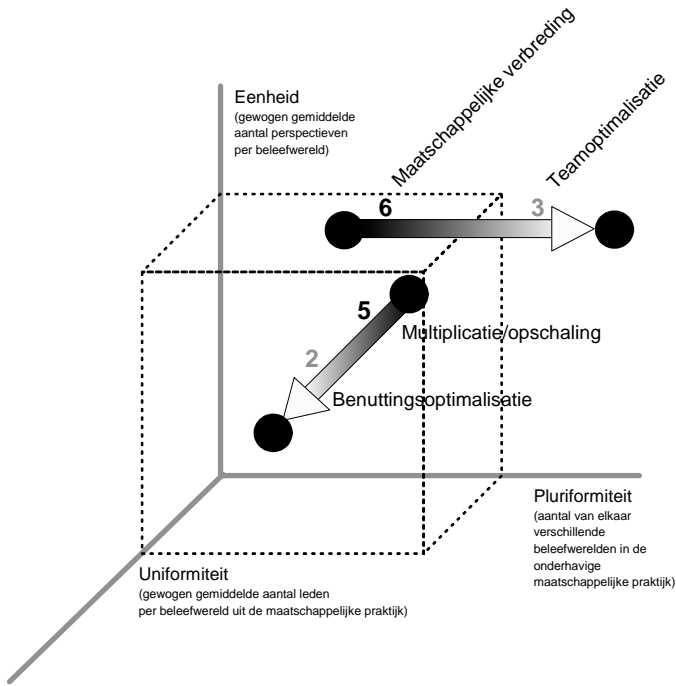 Maatschappelijke verbreding
Teamoptimalisatie
Eenheid
(gewogen gemiddelde
aantal perspectieven
per beleefwereld)
6
3
5
Multiplicatie/opschaling
2
Benuttingsoptimalisatie
Pluriformiteit
(aantal van elkaar
verschillende
beleefwerelden in de
onderhavige
maatschappelijke praktijk)
Uniformiteit
(gewogen gemiddelde aantal leden
per beleefwereld uit de maatschappelijke praktijk)